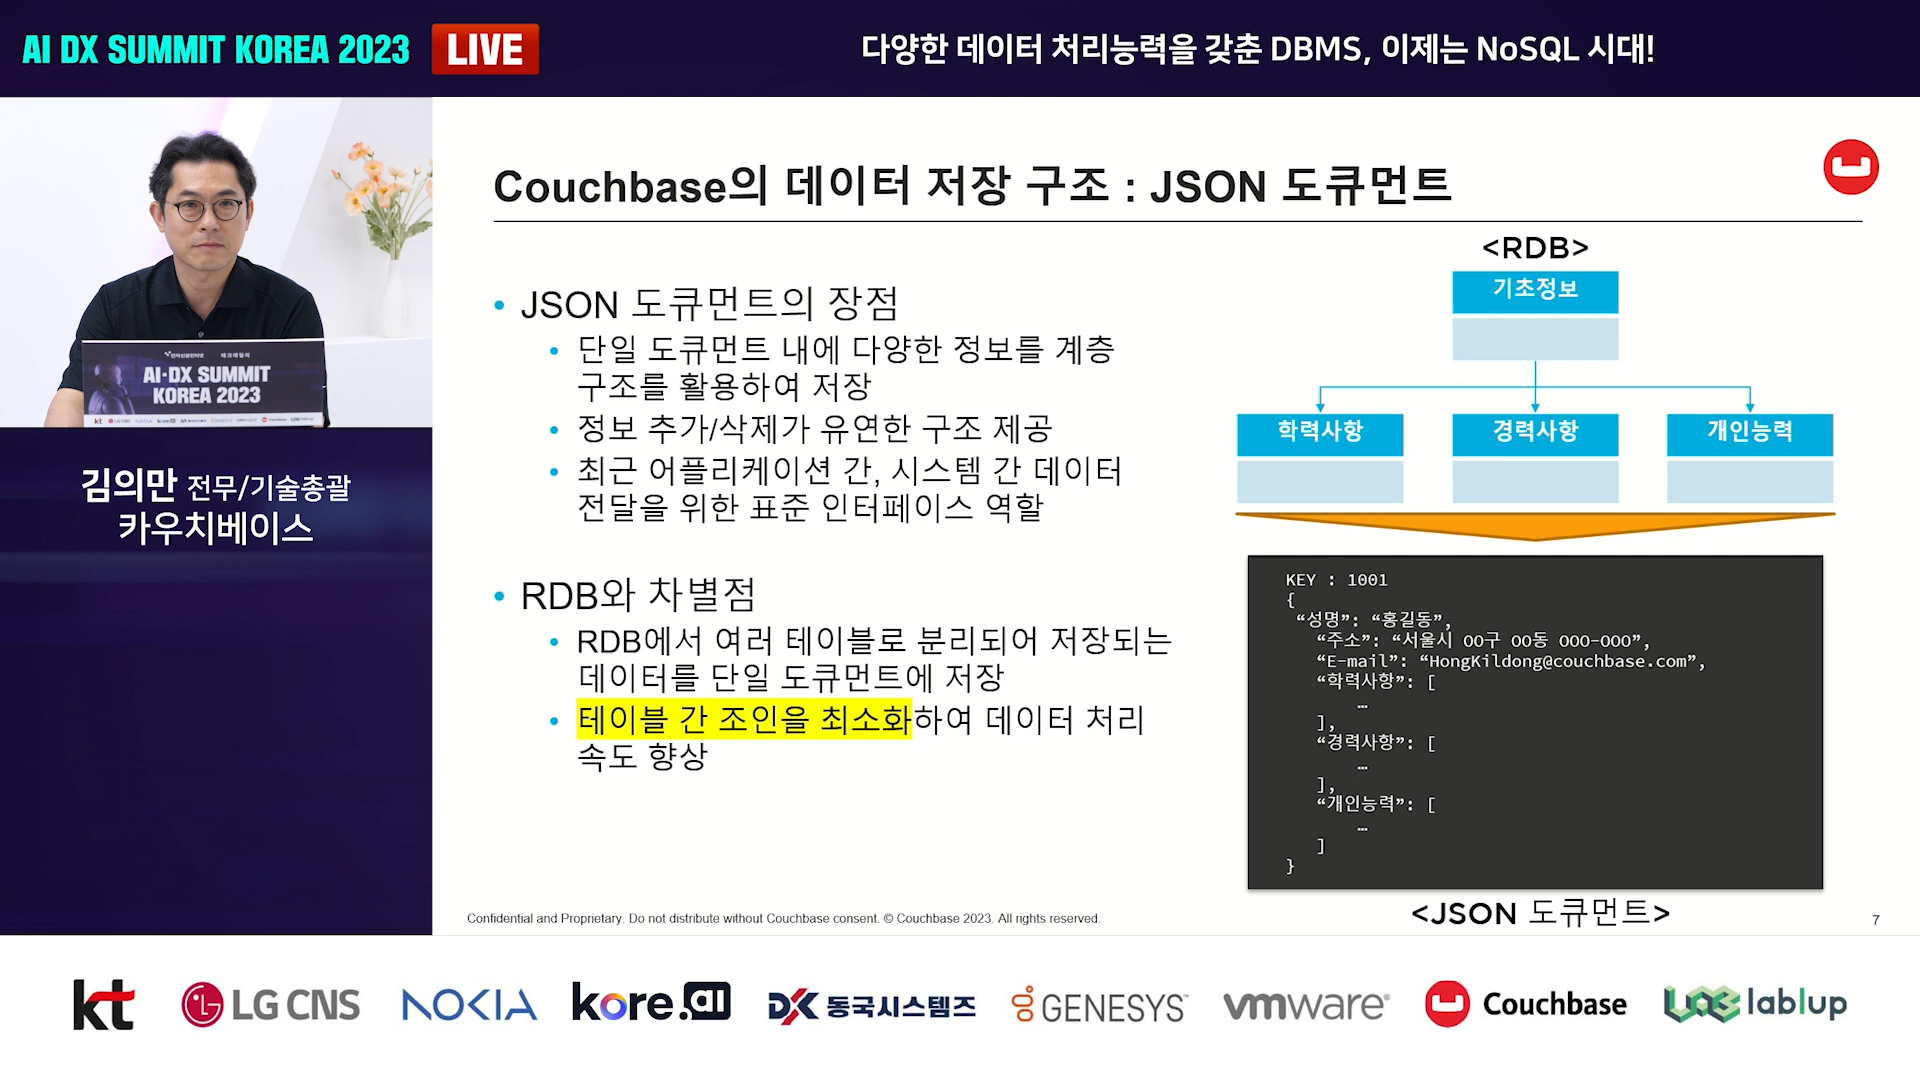 AI DX SUMMIT KOREA 2023
LIVE
다양한 데이터 처리능력을 갖춘 DBMS, 이제는 NoSQL 시대!
AI·DX SUMMIT
KOREA 2023
김의만 전무/기술총괄
카우치베이스
Couchbase의 데이터 저장 구조 : JSON 도큐먼트
• JSON 도큐먼트의 장점
• 단일 도큐먼트 내에 다양한 정보를 계층
구조를 활용하여 저장
• 정보 추가/삭제가 유연한 구조 제공
• 최근 어플리케이션 간, 시스템 간 데이터
전달을 위한 표준 인터페이스 역할
• RDB와 차별점
• RDB에서 여러 테이블로 분리되어 저장되는
데이터를 단일 도큐먼트에 저장
• 테이블 간 조인을 최소화하여 데이터 처리
속도 향상
<RDB>
기초정보
학력사항 경력사항 개인능력
KEY : 1001
{
“성명”: “홍길동”,
“주소”: “서울시 OO구 OO동 OOO-OOO”,
“E-mail”: “HongKildong@couchbase.com”,
“학력사항”: [
…
],
“경력사항”: [
…
],
“개인능력”: [
…
]
}
<JSON 도큐먼트>
Confidential and Proprietary. Do not distribute without Couchbase consent. © Couchbase 2023. All rights reserved.
7
kt LG CNS NOKIA kore.ai DK 동국시스템즈 GENESYS™ vmware® Couchbase lablup